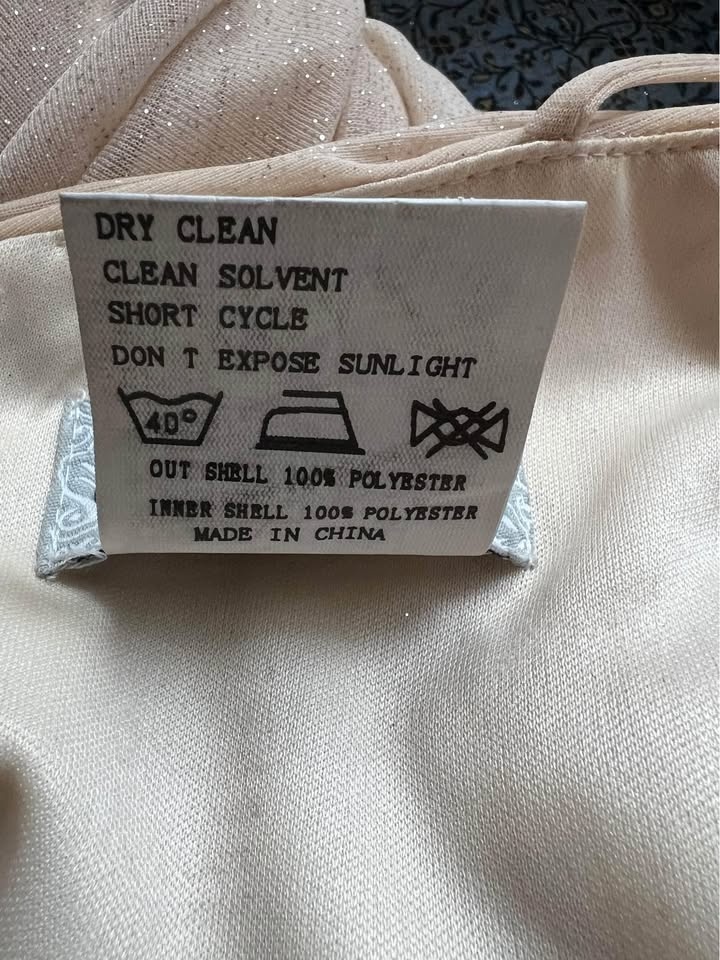 DRY CLEAN
CLEAN SOLVENT
SHORT CYCLE
DON T EXPOSE SUNLIGHT
40°
OUT SHELL 100% POLYESTER
INNER SHELL 100% POLYESTER
MADE IN CHINA